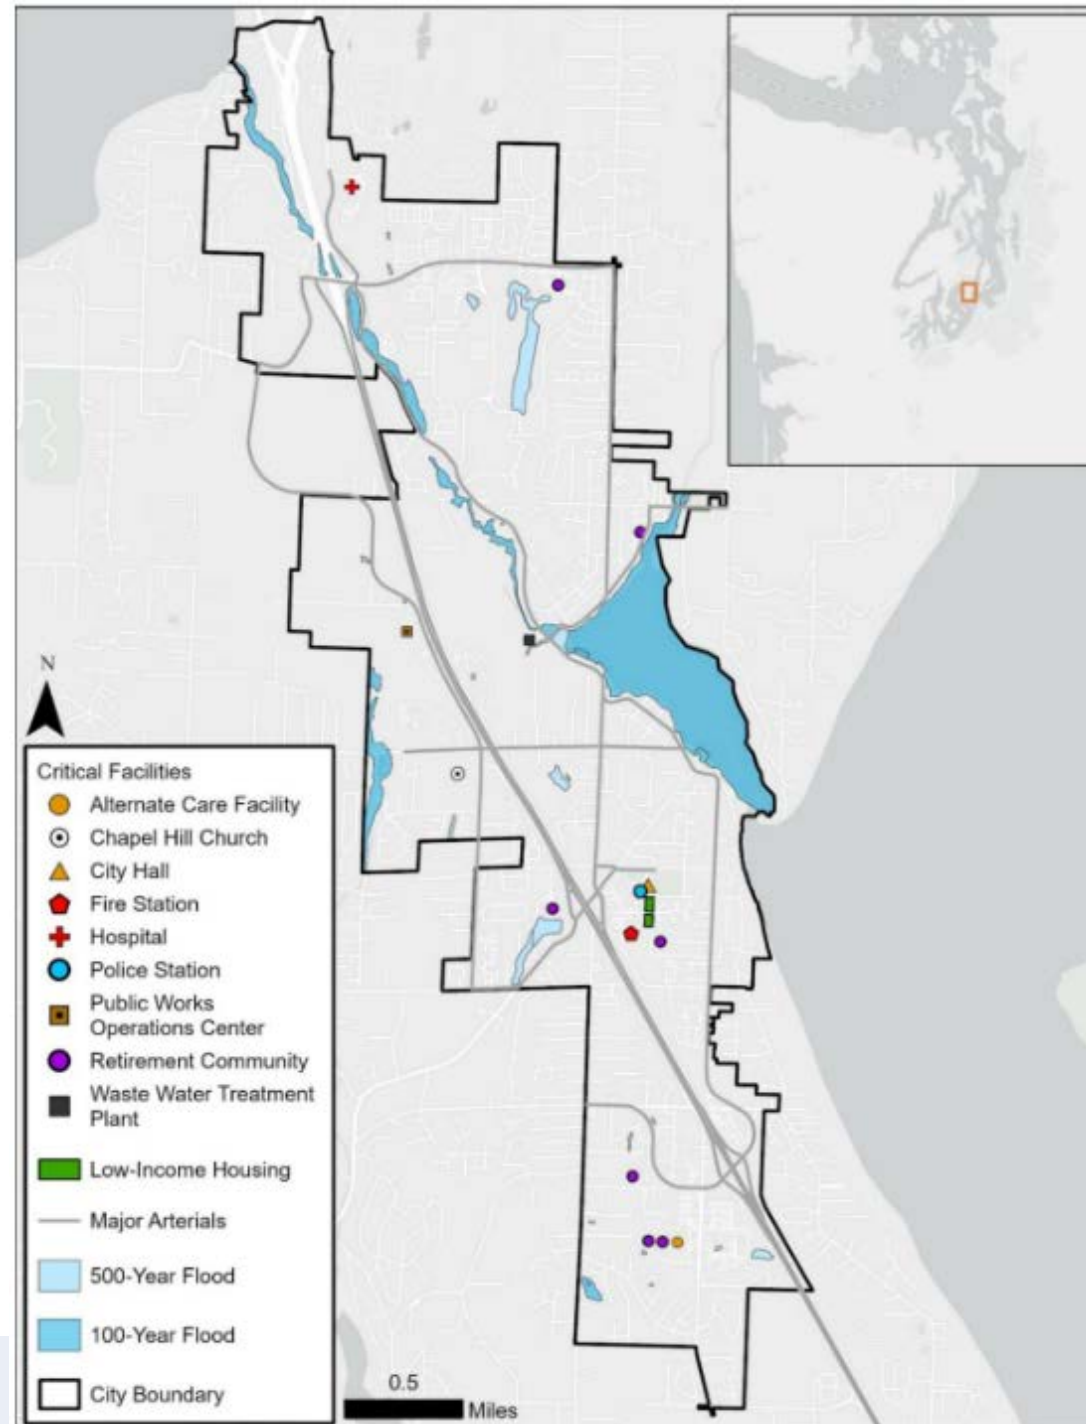 N
Critical Facilities
Alternate Care Facility
Chapel Hill Church
City Hall
Fire Station
Hospital
Police Station
Public Works
Operations Center
Retirement Community
Waste Water Treatment
Plant
Low-Income Housing
Major Arterials
500-Year Flood
100-Year Flood
City Boundary
0.5
Miles